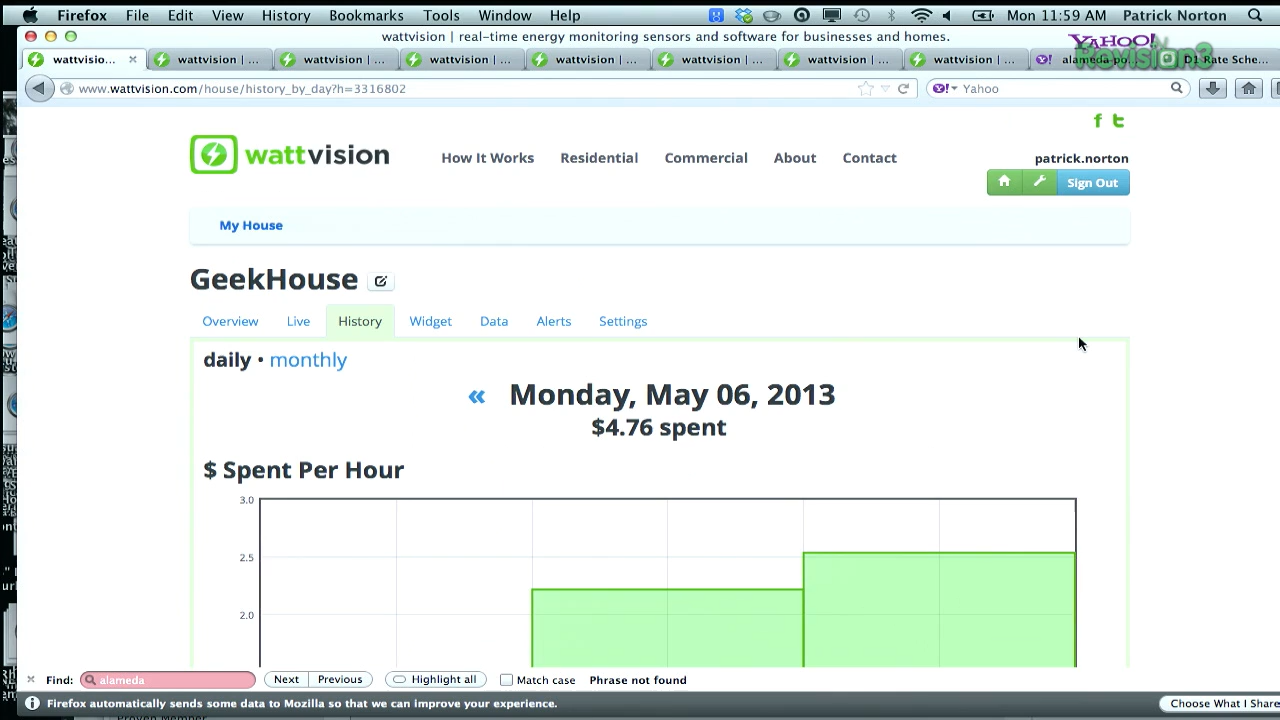 Firefox File Edit View History Bookmarks Tools Window Help Mon 11:59 AM Patrick Norton
wattvision | real-time energy monitoring sensors and software for businesses and homes.
YAHOO!
Revision3
wattvisio... wattvision | ... wattvision | ... wattvision | ... wattvision | ... wattvision | ... wattvision | ... wattvision | ... alameda po... D1 Rate Sche...
www.wattvision.com/house/history_by_day?h=3316802 Yahoo
f t
wattvision How It Works Residential Commercial About Contact patrick.norton
Sign Out
My House
GeekHouse
Overview Live History Widget Data Alerts Settings
daily • monthly
« Monday, May 06, 2013
$4.76 spent
$ Spent Per Hour
3.0
2.5
2.0
Find: alameda Next Previous Highlight all Match case Phrase not found
Firefox automatically sends some data to Mozilla so that we can improve your experience. Choose What I Share